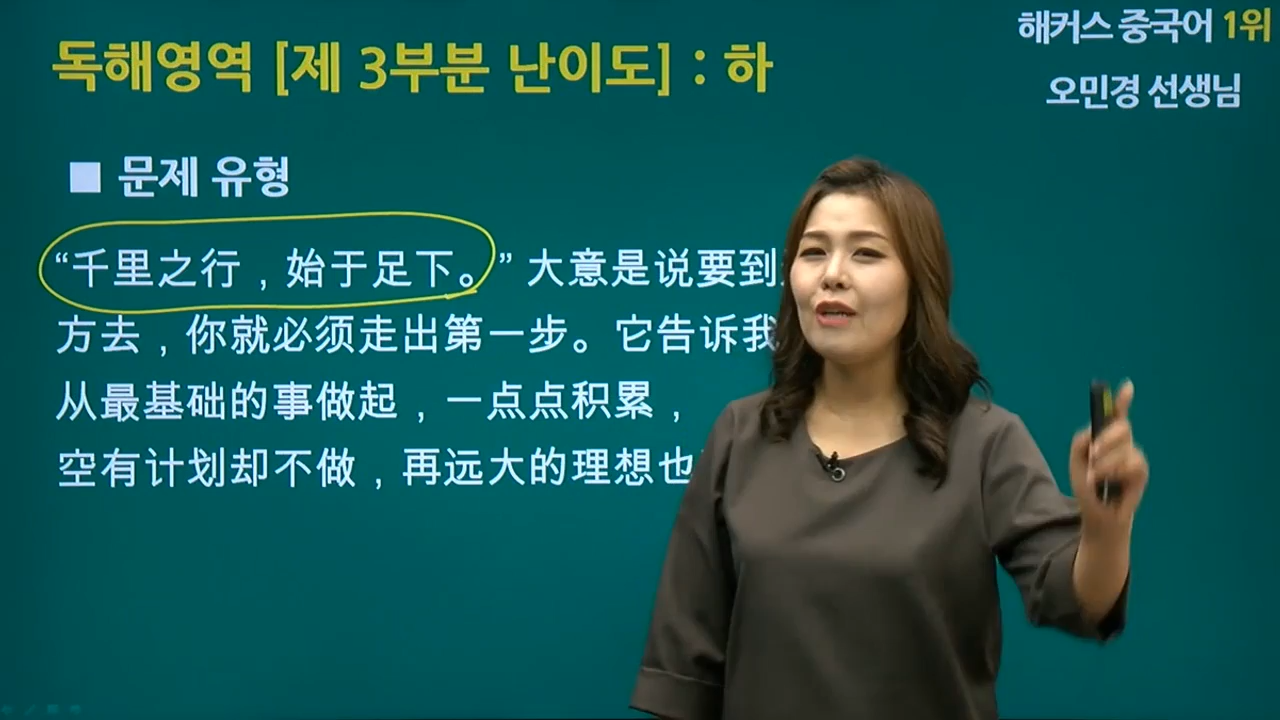 해커스 중국어 1위
오민경 선생님
독해영역 [제 3부분 난이도] : 하
■ 문제 유형
“千里之行，始于足下。” 大意是说要到
方去，你就必须走出第一步。它告诉我
从最基础的事做起，一点点积累，
空有计划却不做，再远大的理想也